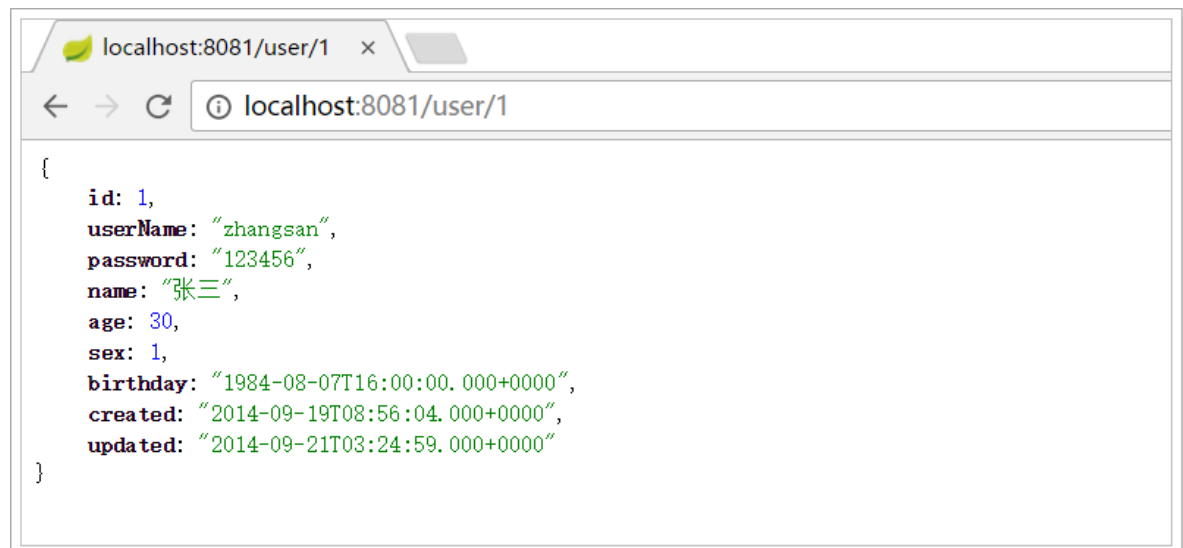 localhost:8081/user/1 ×
localhost:8081/user/1
{
id: 1,
userName: "zhangsan",
password: "123456",
name: "张三",
age: 30,
sex: 1,
birthday: "1984-08-07T16:00:00.000+0000",
created: "2014-09-19T08:56:04.000+0000",
updated: "2014-09-21T03:24:59.000+0000"
}